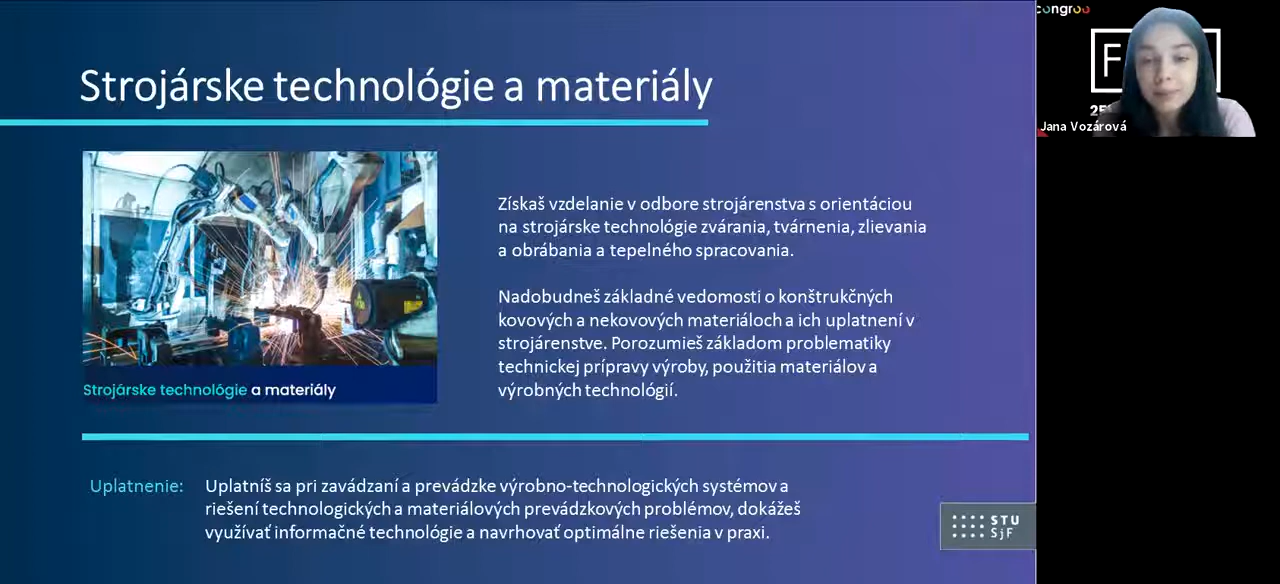 Strojárske technológie a materiály
Strojárske technológie a materiály
Získaš vzdelanie v odbore strojárenstva s orientáciou
na strojárske technológie zvárania, tvárnenia, zlievania
a obrábania a tepelného spracovania.
Nadobudneš základné vedomosti o konštrukčných
kovových a nekovových materiáloch a ich uplatnení v
strojárenstve. Porozumieš základom problematiky
technickej prípravy výroby, použitia materiálov a
výrobných technológií.
Uplatnenie:
Uplatníš sa pri zavádzaní a prevádzke výrobno-technologických systémov a
riešení technologických a materiálových prevádzkových problémov, dokážeš
využívať informačné technológie a navrhovať optimálne riešenia v praxi.
STU
SjF
Jana Vozárová